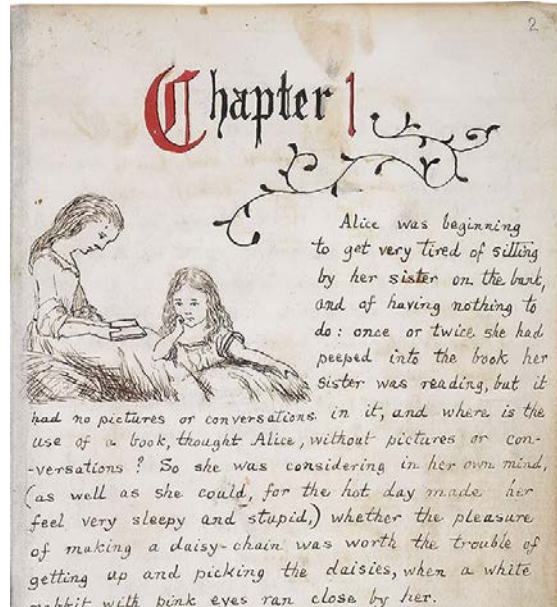 2
Chapter 1
Alice was beginning
to get very tired of sitting
by her sister on the bank,
and of having nothing to
do: once or twice she had
peeped into the book her
sister was reading, but it
had no pictures or conversations in it, and where is the
use of a book, thought Alice, without pictures or con-
-versations? So she was considering in her own mind,
(as well as she could, for the hot day made her
feel very sleepy and stupid,) whether the pleasure
of making a daisy-chain was worth the trouble of
getting up and picking the daisies, when a white
rabbit with pink eyes ran close by her.